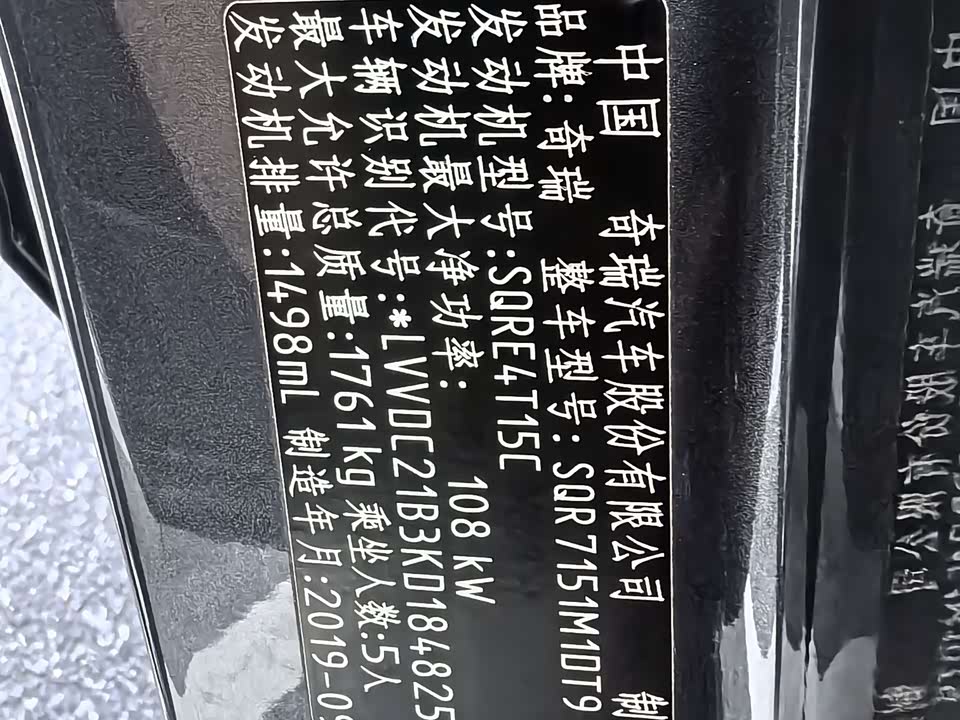 中国 奇瑞汽车股份有限公司 制
品牌:奇瑞 整车型号:SQR7151M1DT9
发动机型号:SQRE4T15C
发动机最大净功率: 108kW
车辆识别代号:*LVVDC21B3KD184825
最大允许总质量:1761kg 乘坐人数:5人
发动机排量:1498ml 制造年月:2019-09